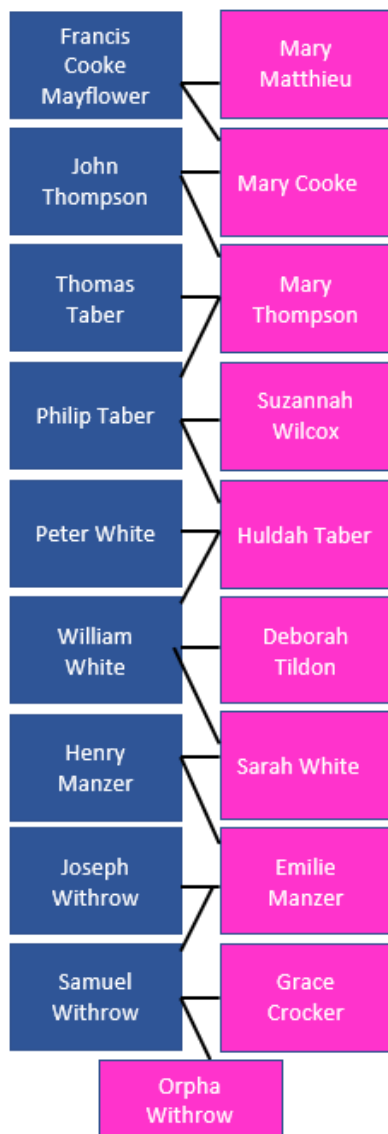 Francis
Cooke
Mayflower
Mary
Matthieu
John
Thompson
Mary Cooke
Thomas
Taber
Mary
Thompson
Philip Taber
Suzannah
Wilcox
Peter White
Huldah Taber
William
White
Deborah
Tildon
Henry
Manzer
Sarah White
Joseph
Withrow
Emilie
Manzer
Samuel
Withrow
Grace
Crocker
Orpha
Withrow